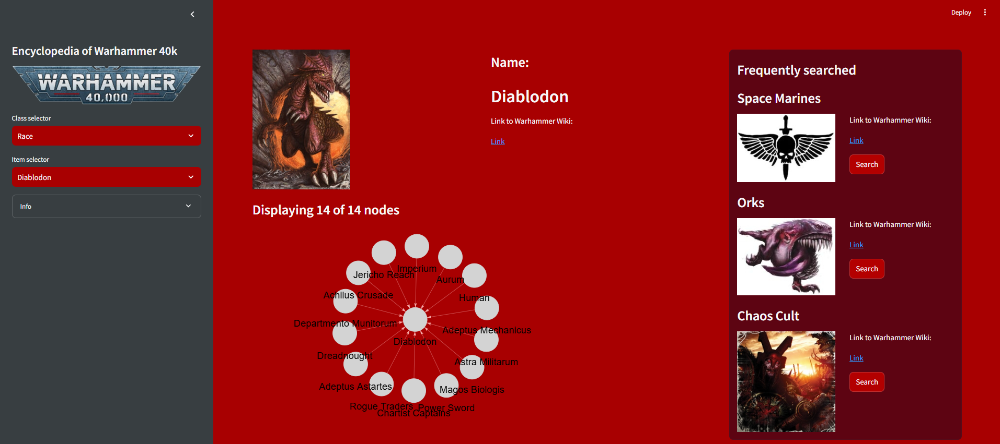 Deploy
Encyclopedia of Warhammer 40k
WARHAMMER
40,000
Class selector
Race
Item selector
Diablodon
Info
Name:
Diablodon
Link to Warhammer Wiki:
Link
Displaying 14 of 14 nodes
Imperium
Jericho Reach
Aurum
Achilus Crusade
Human
Departmento Munitorum
Adeptus Mechanicus
Diablodon
Dreadnought
Astra Militarum
Adeptus Astartes
Magos Biologis
Rogue Traders
Power Sword
Chartist Captains
Frequently searched
Space Marines
Link to Warhammer Wiki:
Link
Search
Orks
Link to Warhammer Wiki:
Link
Search
Chaos Cult
Link to Warhammer Wiki:
Link
Search